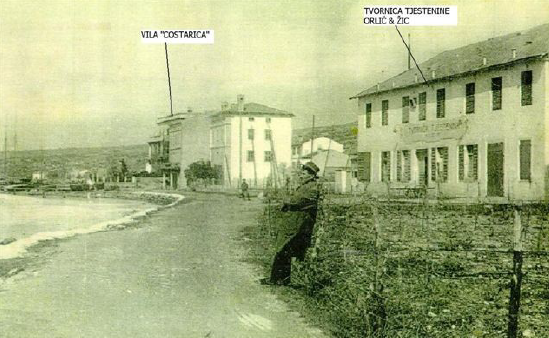 VILA "COSTARICA"
TVORNICA TJESTENINE
ORLIĆ & ŽIC